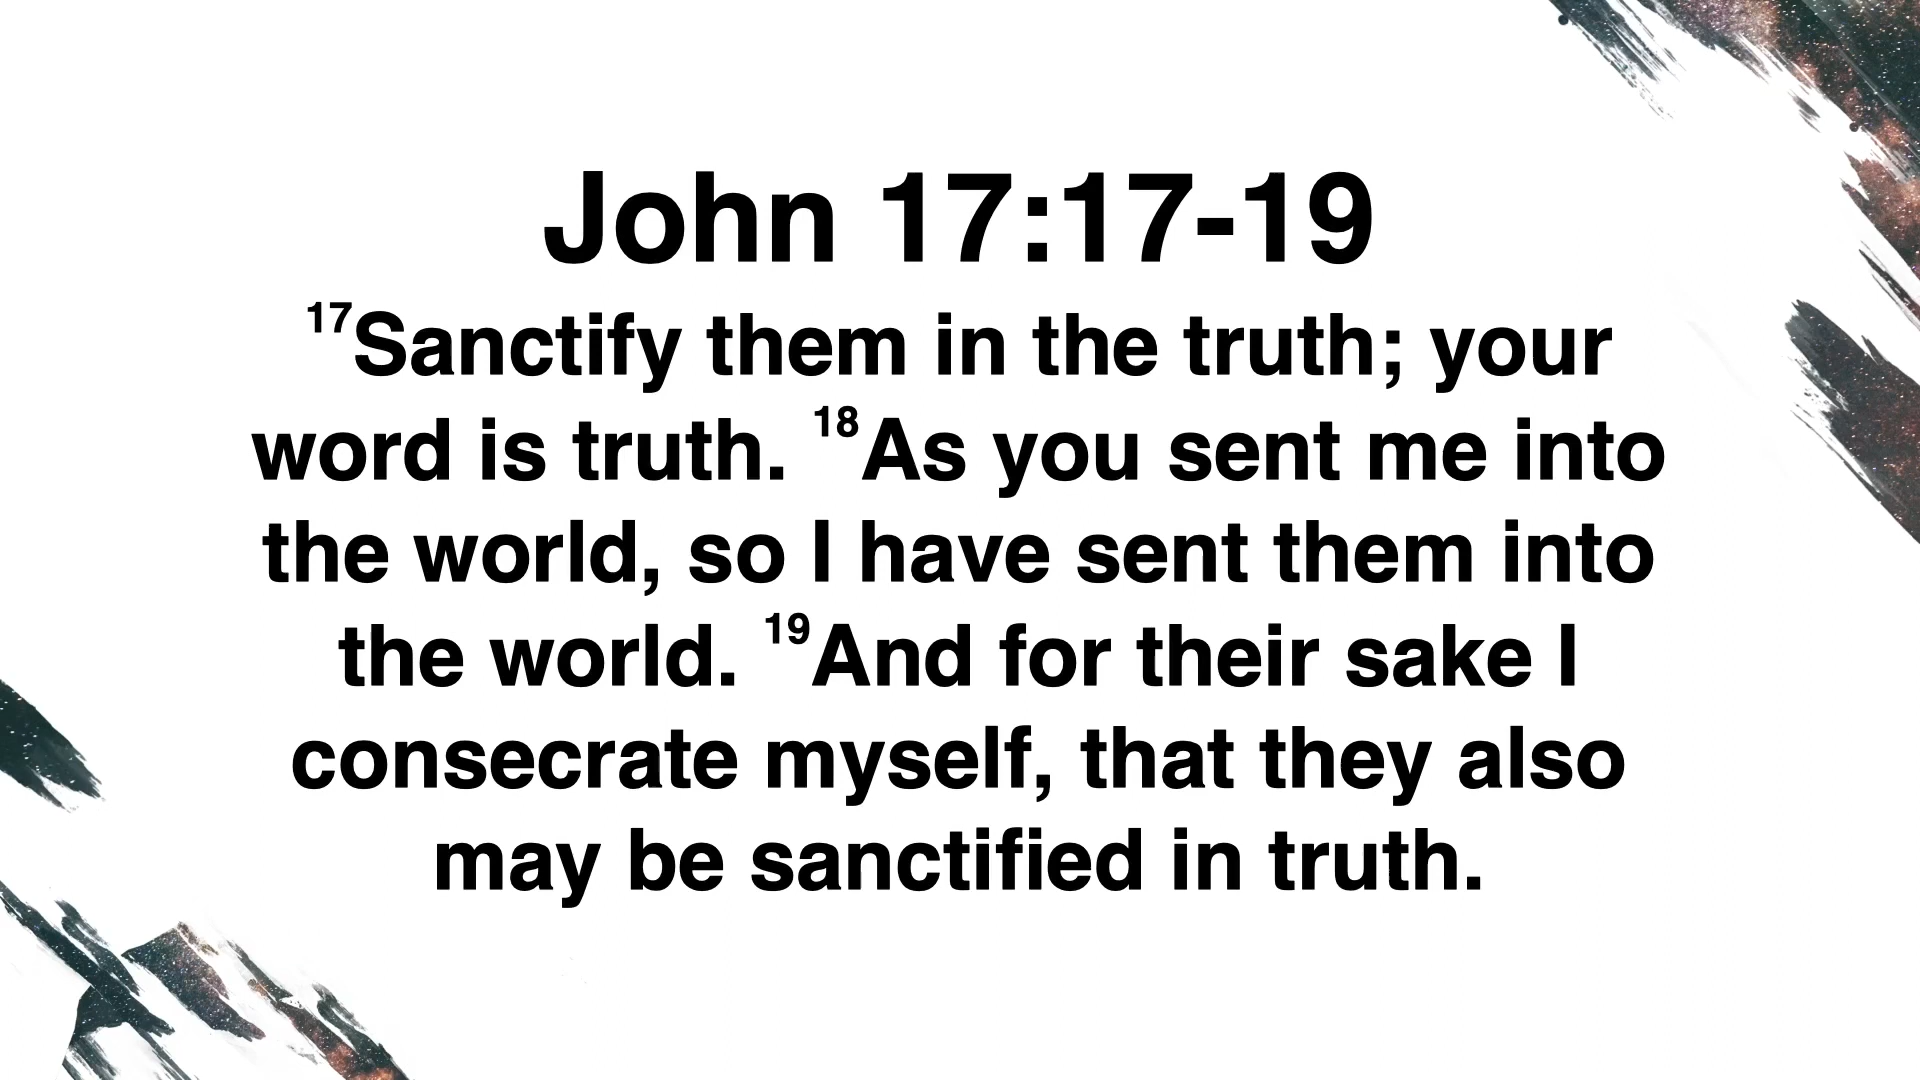 John 17:17-19
17Sanctify them in the truth; your
word is truth. 18As you sent me into
the world, so I have sent them into
the world. 19And for their sake I
consecrate myself, that they also
may be sanctified in truth.